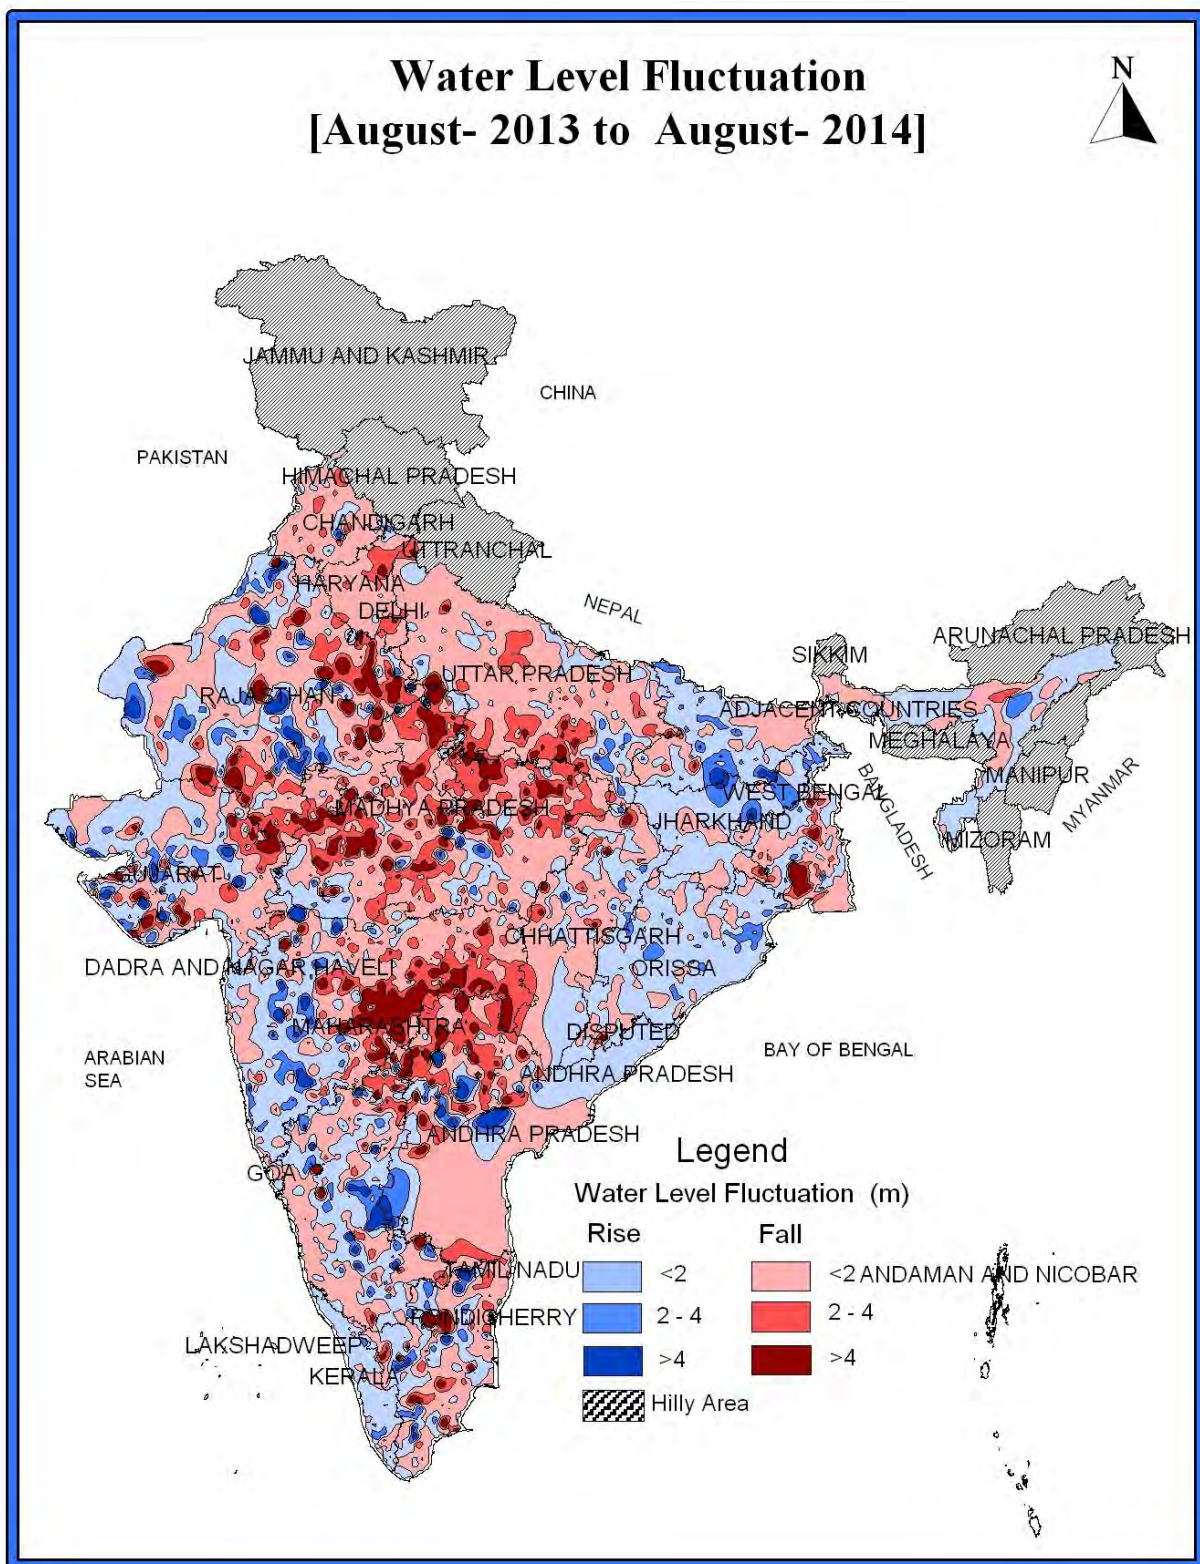 Water Level Fluctuation
[August- 2013 to August- 2014]
N
JAMMU AND KASHMIR
CHINA
PAKISTAN
HIMACHAL PRADESH
CHANDIGARH
UTTRANCHAL
HARYANA
DELHI
NEPAL
ARUNACHAL PRADESH
SIKKIM
UTTAR PRADESH
RAJASTHAN
ADJACENT COUNTRIES
MEGHALAYA
MANIPUR
BANGLADESH
MYANMAR
WEST BENGAL
MADHYA PRADESH
JHARKHAND
MIZORAM
GUJARAT
CHHATTISGARH
DADRA AND NAGAR HAVELI
ORISSA
MAHARASHTRA
DISPUTED
ARABIAN
SEA
BAY OF BENGAL
ANDHRA PRADESH
ANDHRA PRADESH
GOA
Legend
Water Level Fluctuation (m)
Rise Fall
TAMIL NADU
<2 <2
ANDAMAN AND NICOBAR
PONDICHERRY
2 - 4 2 - 4
LAKSHADWEEP
>4 >4
KERALA
Hilly Area